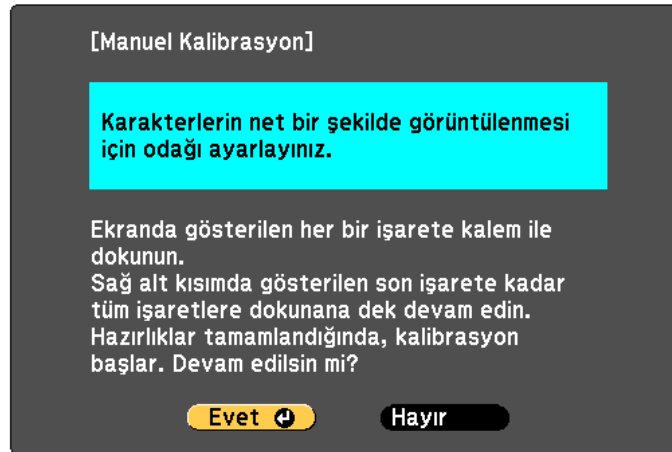 [Manuel Kalibrasyon]
Karakterlerin net bir şekilde görüntülenmesi
için odağı ayarlayınız.
Ekranda gösterilen her bir işarete kalem ile
dokunun.
Sağ alt kısımda gösterilen son işarete kadar
tüm işaretlere dokunana dek devam edin.
Hazırlıklar tamamlandığında, kalibrasyon
başlar. Devam edilsin mi?
Evet Hayır